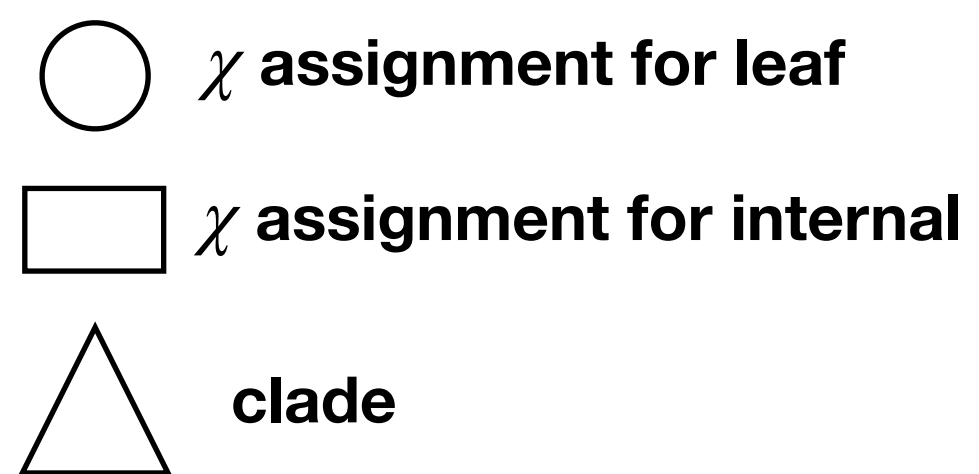 χ assignment for leaf
χ assignment for internal
clade